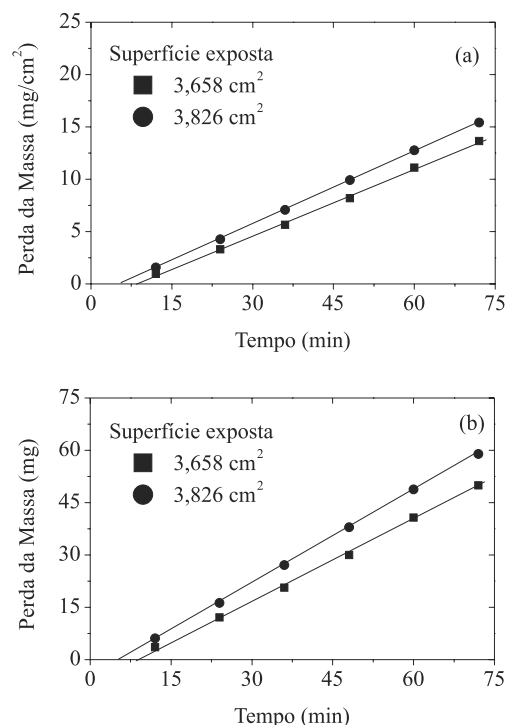 25
20
15
10
5
0
Perda da Massa (mg/cm²)
Superfície exposta
3,658 cm²
3,826 cm²
(a)
0 15 30 45 60 75
Tempo (min)
75
60
45
30
15
0
Perda da Massa (mg)
Superfície exposta
3,658 cm²
3,826 cm²
(b)
0 15 30 45 60 75
Tempo (min)